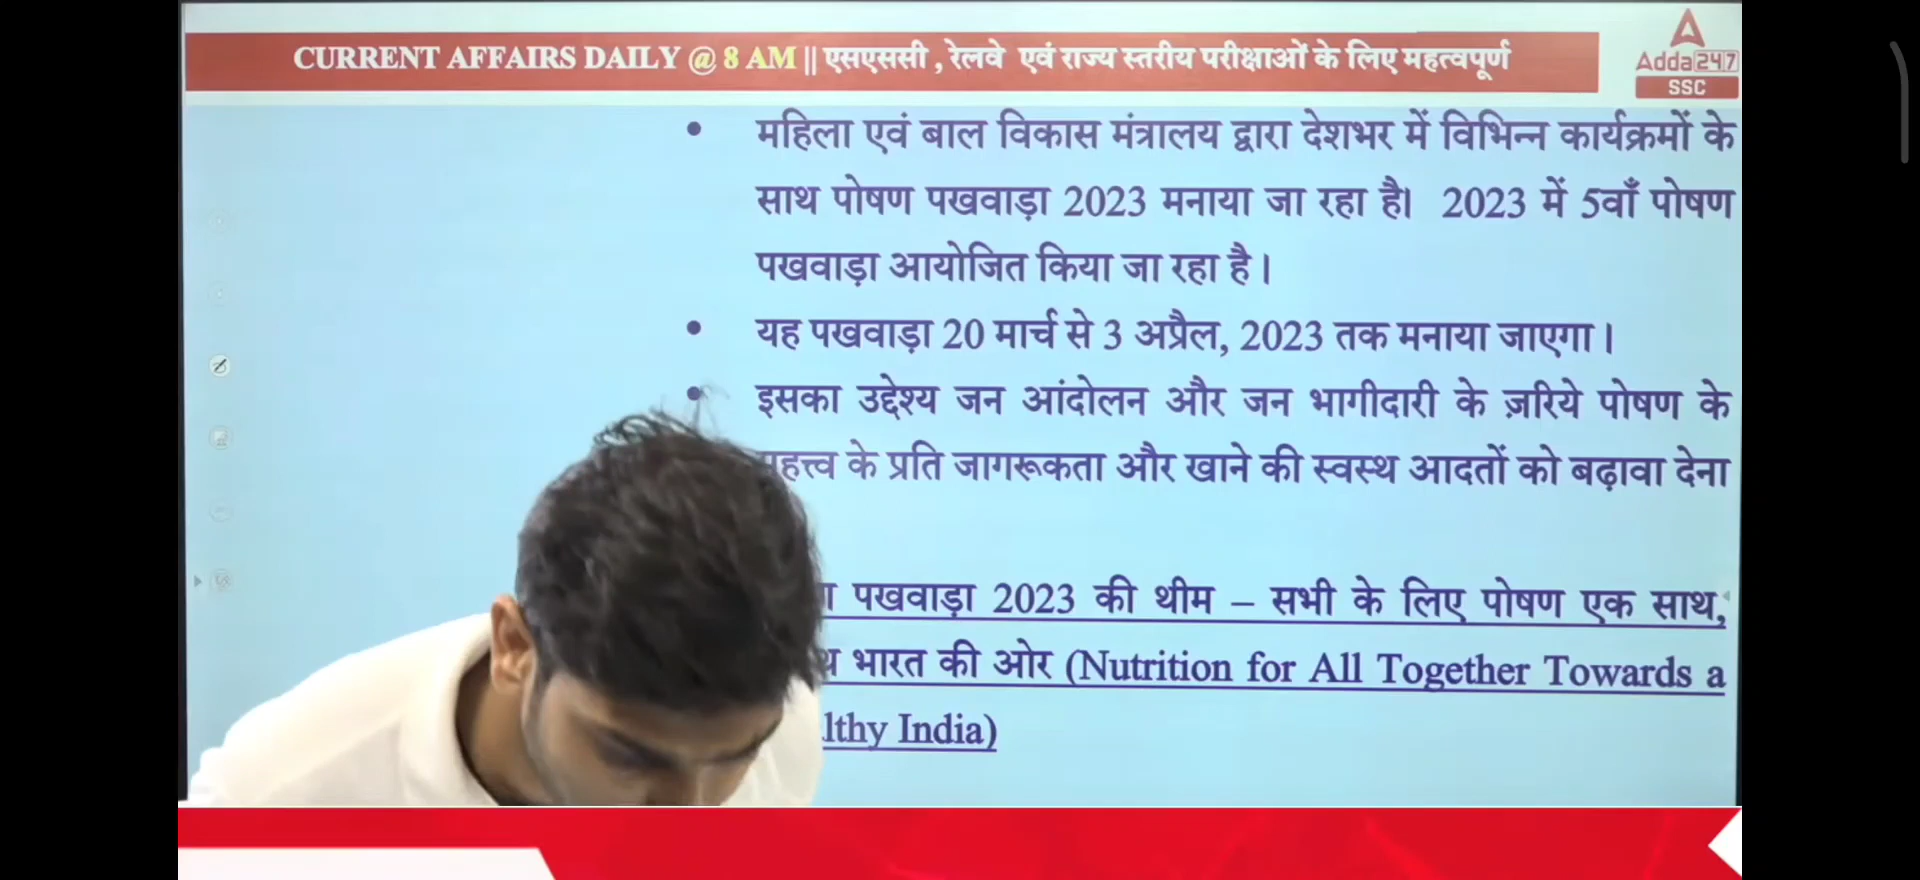 CURRENT AFFAIRS DAILY @ 8 AM || एसएससी , रेलवे एवं राज्य स्तरीय परीक्षाओं के लिए महत्वपूर्ण
Adda247
SSC
• महिला एवं बाल विकास मंत्रालय द्वारा देशभर में विभिन्न कार्यक्रमों के
साथ पोषण पखवाड़ा 2023 मनाया जा रहा है। 2023 में 5वाँ पोषण
पखवाड़ा आयोजित किया जा रहा है।
• यह पखवाड़ा 20 मार्च से 3 अप्रैल, 2023 तक मनाया जाएगा।
• इसका उद्देश्य जन आंदोलन और जन भागीदारी के ज़रिये पोषण के
के प्रति जागरूकता और खाने की स्वस्थ आदतों को बढ़ावा देना
पखवाड़ा 2023 की थीम – सभी के लिए पोषण एक साथ,
भारत की ओर (Nutrition for All Together Towards a
India)